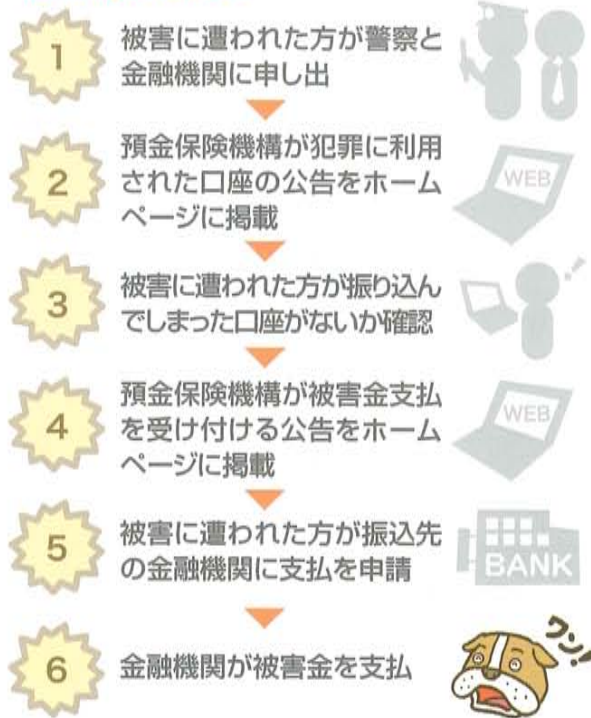 1
被害に遭われた方が警察と
金融機関に申し出
2
預金保険機構が犯罪に利用
された口座の公告をホーム
ページに掲載
WEB
3
被害に遭われた方が振り込ん
でしまった口座がないか確認
!
4
預金保険機構が被害金支払
を受け付ける公告をホーム
ページに掲載
WEB
5
被害に遭われた方が振込先
の金融機関に支払を申請
BANK
6
金融機関が被害金を支払
ワン!